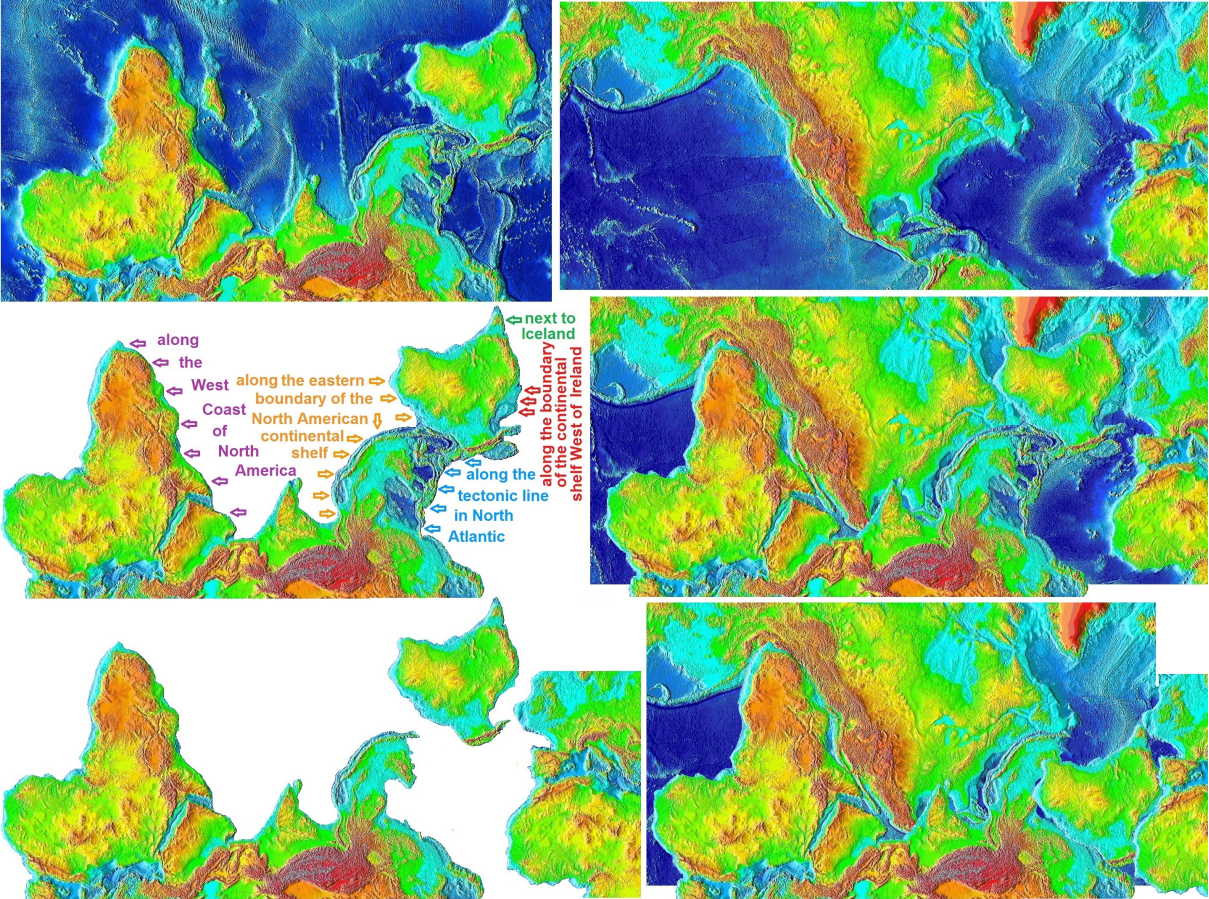 along
the
West
Coast
of
North
America
along the eastern
boundary of the
North American
continental
shelf
next to
Iceland
along the boundary
of the continental
shelf West of Ireland
along the
tectonic line
in North
Atlantic